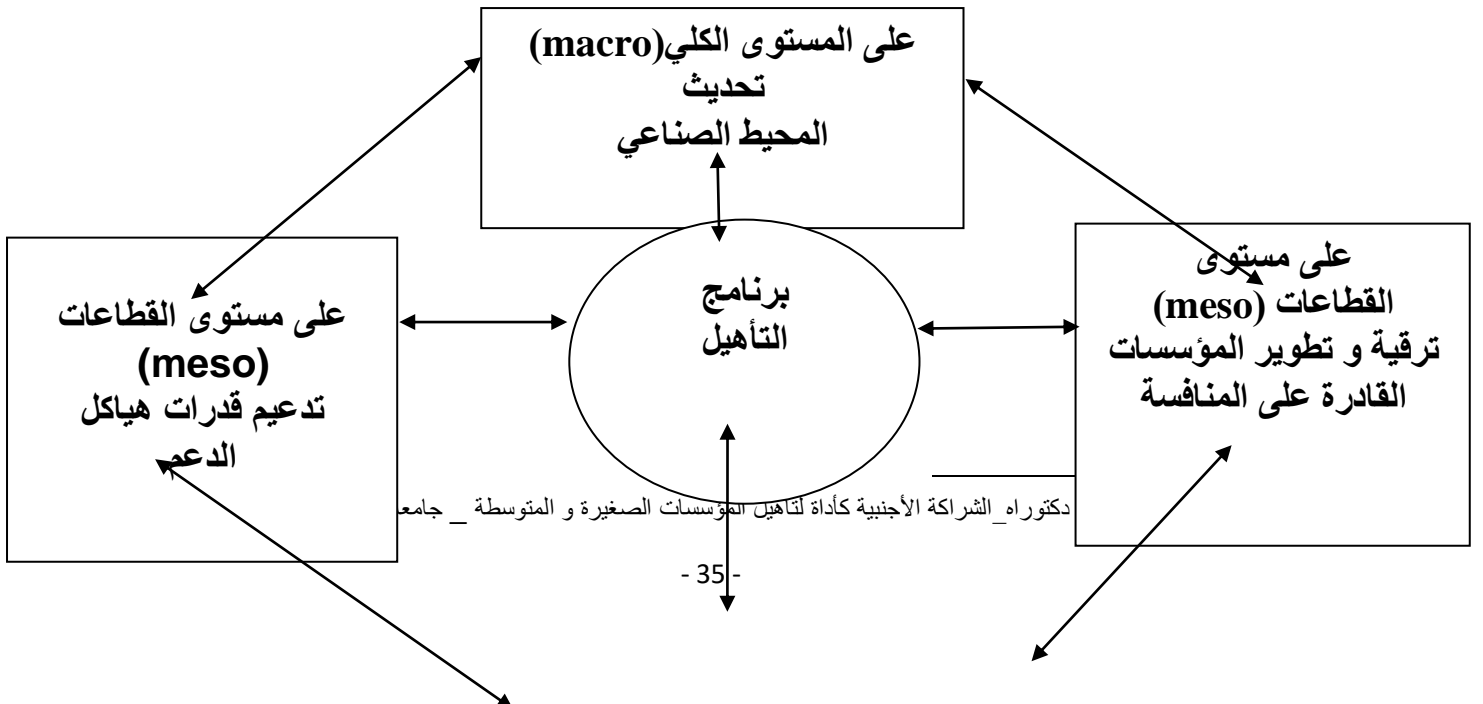 على المستوى الكلي(macro)
تحديث
المحيط الصناعي
على مستوى
القطاعات (meso)
ترقية و تطوير المؤسسات
القادرة على المنافسة
برنامج
التأهيل
على مستوى القطاعات
(meso)
تدعيم قدرات هياكل
الدعم
دكتوراه_الشراكة الأجنبية كأداة لتأهيل المؤسسات الصغيرة و المتوسطة _ جامع
- 35 -